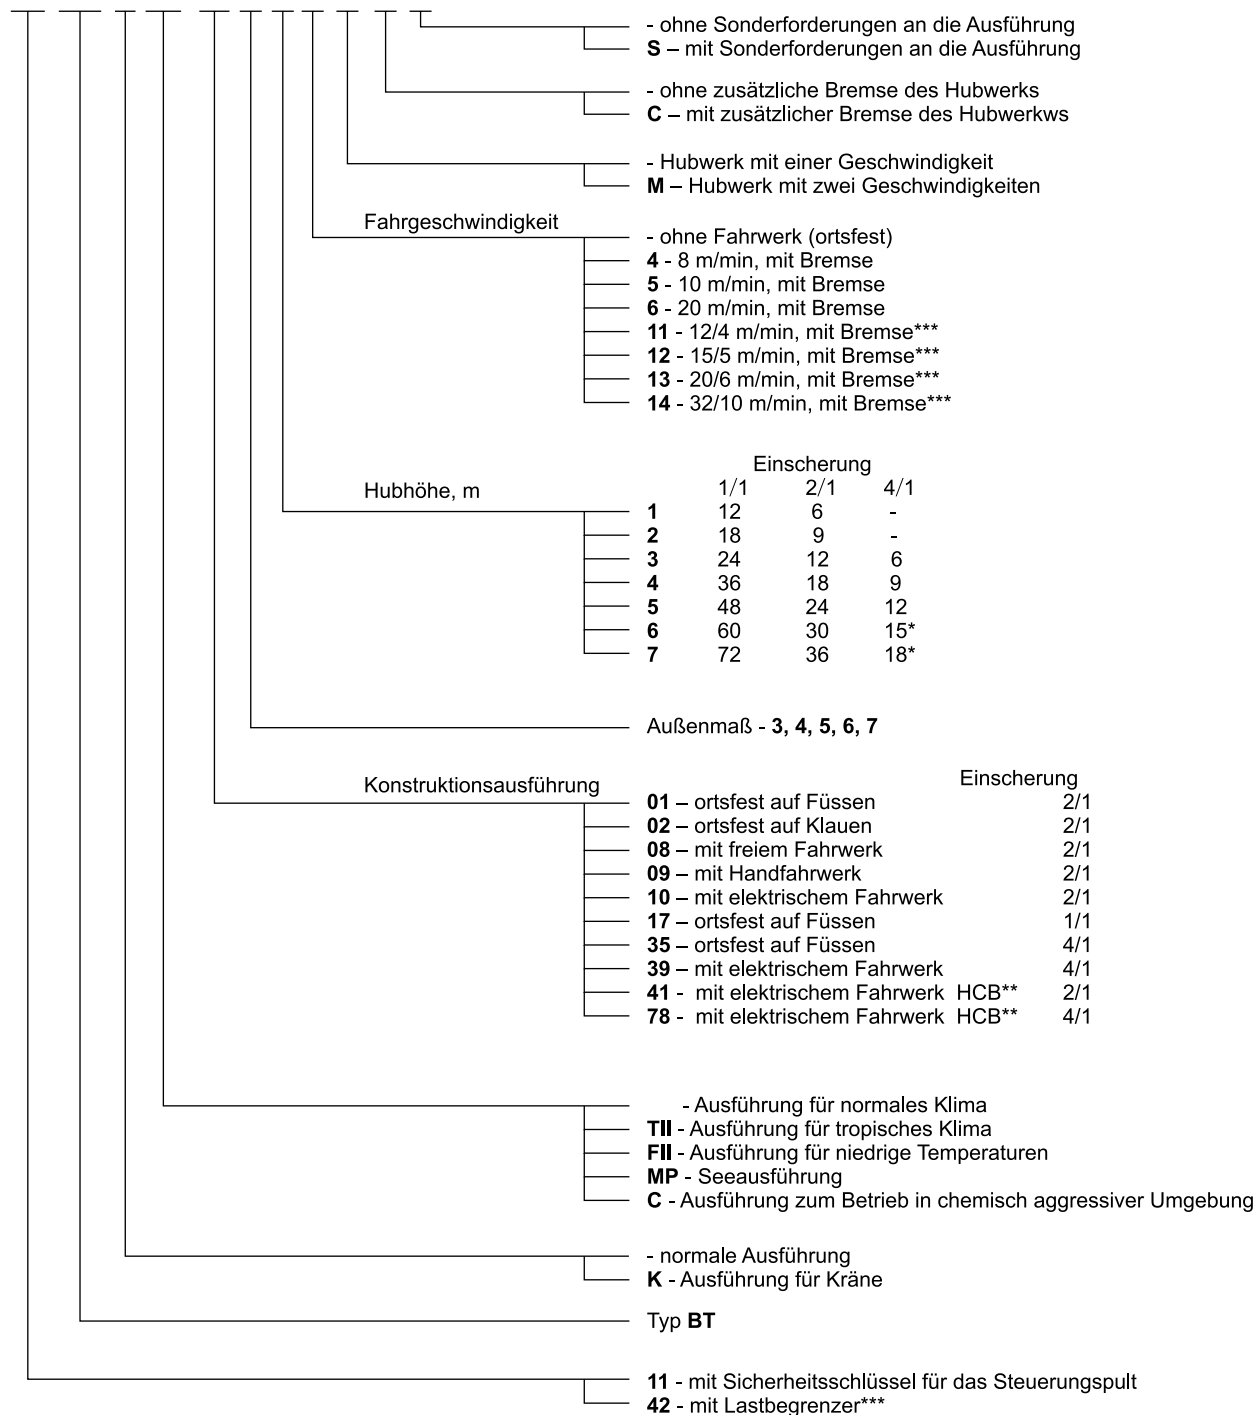 - ohne Sonderforderungen an die Ausführung
S – mit Sonderforderungen an die Ausführung
- ohne zusätzliche Bremse des Hubwerks
C – mit zusätzlicher Bremse des Hubwerkws
- Hubwerk mit einer Geschwindigkeit
M – Hubwerk mit zwei Geschwindigkeiten
Fahrgeschwindigkeit
- ohne Fahrwerk (ortsfest)
4 - 8 m/min, mit Bremse
5 - 10 m/min, mit Bremse
6 - 20 m/min, mit Bremse
11 - 12/4 m/min, mit Bremse***
12 - 15/5 m/min, mit Bremse***
13 - 20/6 m/min, mit Bremse***
14 - 32/10 m/min, mit Bremse***
Einscherung
Hubhöhe, m 1/1 2/1 4/1
1 12 6 -
2 18 9 -
3 24 12 6
4 36 18 9
5 48 24 12
6 60 30 15*
7 72 36 18*
Außenmaß - 3, 4, 5, 6, 7
Konstruktionsausführung Einscherung
01 – ortsfest auf Füssen 2/1
02 – ortsfest auf Klauen 2/1
08 – mit freiem Fahrwerk 2/1
09 – mit Handfahrwerk 2/1
10 – mit elektrischem Fahrwerk 2/1
17 – ortsfest auf Füssen 1/1
35 – ortsfest auf Füssen 4/1
39 – mit elektrischem Fahrwerk 4/1
41 - mit elektrischem Fahrwerk HCB** 2/1
78 - mit elektrischem Fahrwerk HCB** 4/1
- Ausführung für normales Klima
TII - Ausführung für tropisches Klima
FII - Ausführung für niedrige Temperaturen
MP - Seeausführung
C - Ausführung zum Betrieb in chemisch aggressiver Umgebung
- normale Ausführung
K - Ausführung für Kräne
Typ BT
11 - mit Sicherheitsschlüssel für das Steuerungspult
42 - mit Lastbegrenzer***